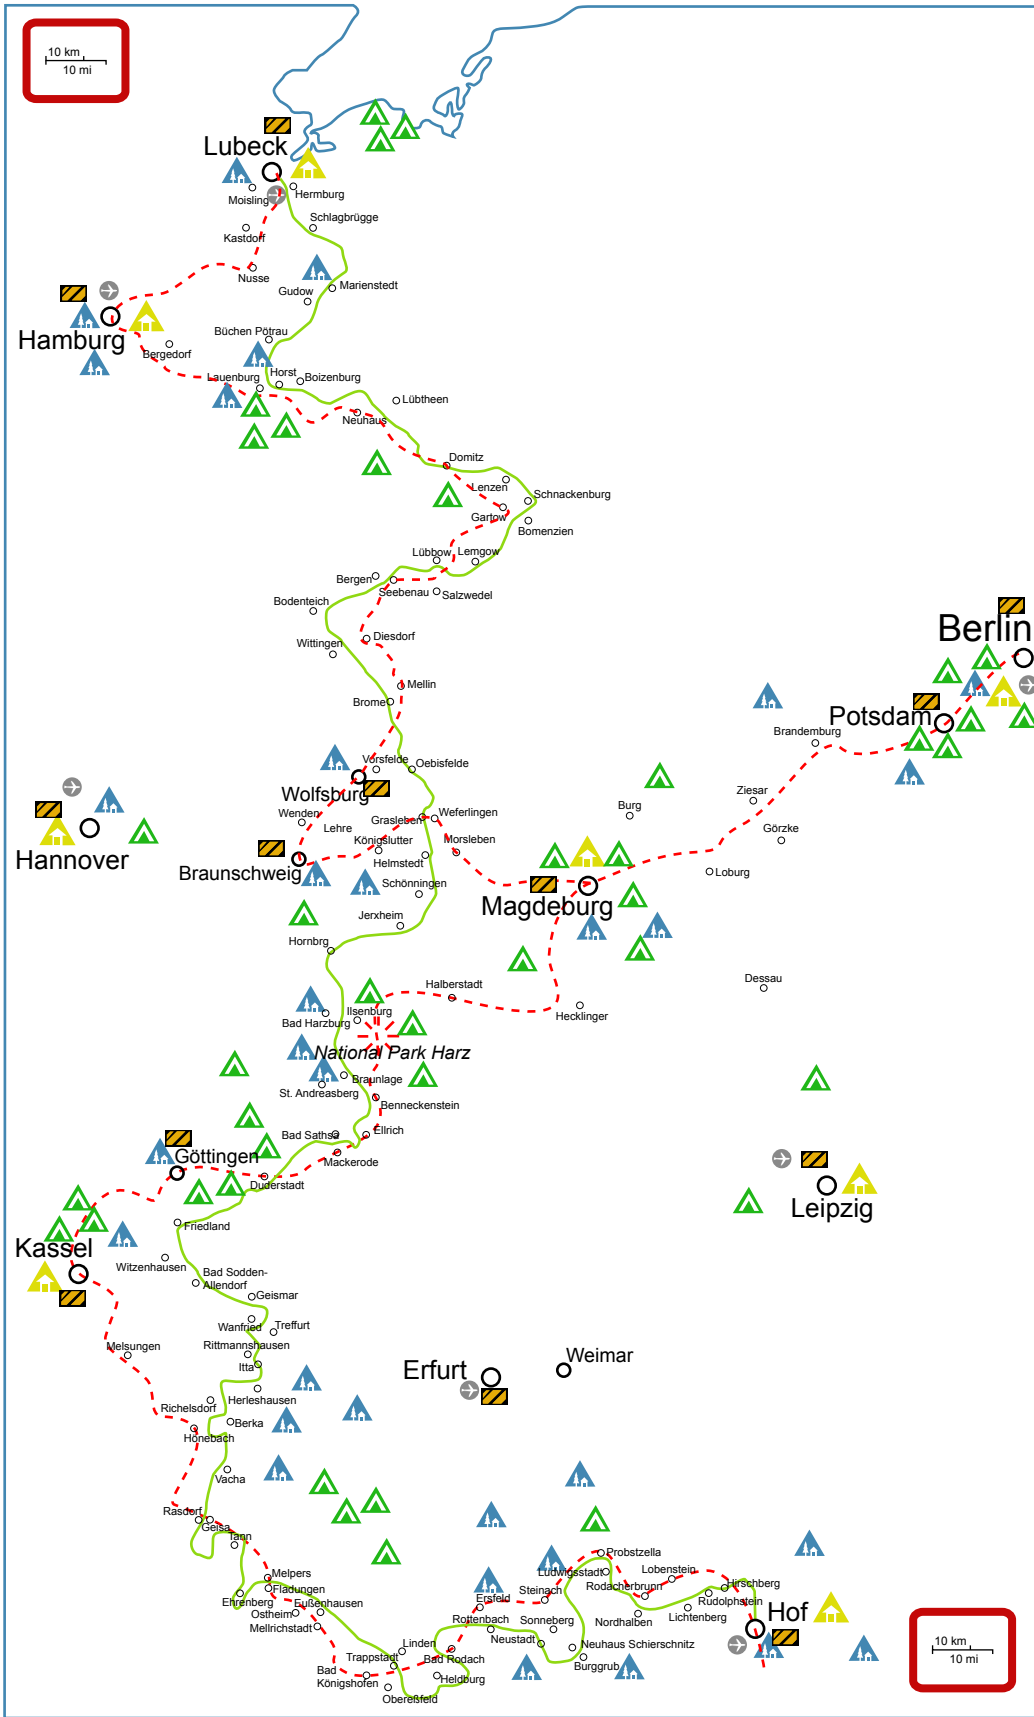 10 km
10 mi
Lubeck
Moisling
Hermburg
Schlagbrügge
Kastdorf
Nusse
Gudow
Marienstedt
Hamburg
Bergedorf
Büchen Pötrau
Lauenburg
Horst
Boizenburg
Lübtheen
Neuhaus
Domitz
Lenzen
Schnackenburg
Gartow
Bomenzien
Lübbow
Lemgow
Bergen
Seebenau
Salzwedel
Bodenteich
Wittingen
Diesdorf
Mellin
Brome
Berlin
Potsdam
Brandemburg
Vorsfelde
Oebisfelde
Wolfsburg
Wenden
Lehre
Grasleben
Weferlingen
Königslutter
Morsleben
Helmstedt
Braunschweig
Schönningen
Hannover
Burg
Ziesar
Görzke
Loburg
Magdeburg
Jerxheim
Hornbrg
Halberstadt
Hecklinger
Dessau
Ilsenburg
Bad Harzburg
National Park Harz
Braunlage
St. Andreasberg
Benneckenstein
Bad Sathsa
Ellrich
Mackerode
Göttingen
Duderstadt
Leipzig
Friedland
Kassel
Witzenhausen
Bad Sodden-
Allendorf
Geismar
Wanfried
Treffurt
Rittmannshausen
Itta
Melsungen
Herleshausen
Richelsdorf
Berka
Hönebach
Erfurt
Weimar
Vacha
Rasdorf
Geisa
Tann
Melpers
Fladungen
Ehrenberg
Ostheim
Eußenhausen
Mellrichstadt
Probstzella
Ludwigsstadt
Lobenstein
Rodacherbrunn
Hirschberg
Rudolphstein
Lichtenberg
Nordhalben
Hof
Steinach
Ersfeld
Rottenbach
Sonneberg
Neustadt
Neuhaus Schierschnitz
Burggrub
Linden
Bad Rodach
Trappstadt
Heldburg
Bad
Königshofen
Obereßfeld
10 km
10 mi